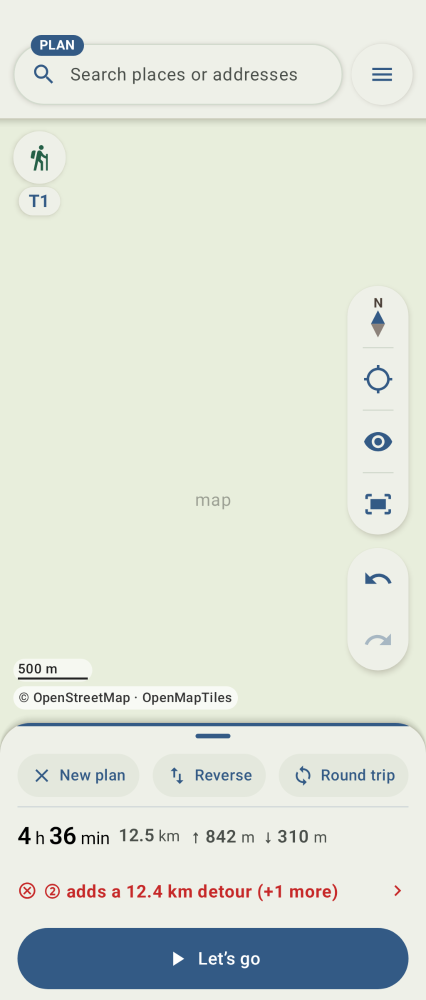 PLAN
Search places or addresses
T1
N
map
500 m
© OpenStreetMap · OpenMapTiles
New plan Reverse Round trip
4 h 36 min 12.5 km ↑ 842 m ↓ 310 m
② adds a 12.4 km detour (+1 more)
Let’s go